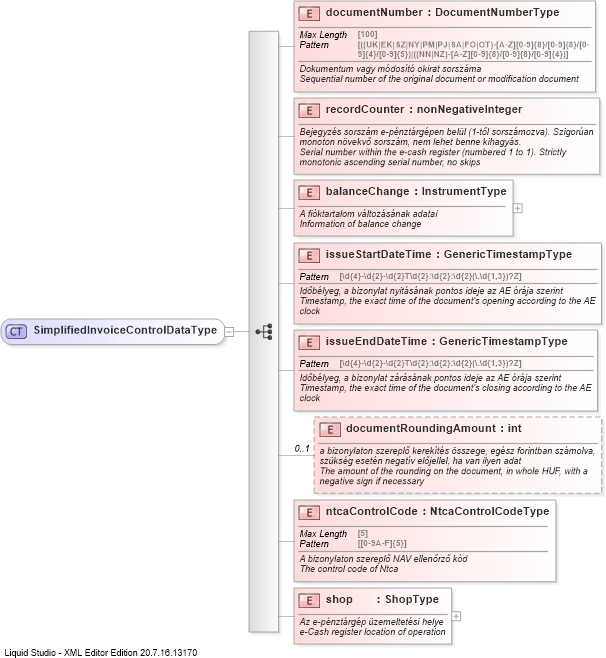 E documentNumber : DocumentNumberType
Max Length [100]
Pattern [((UK|EK|SZ|NY|PM|PJ|SA|FO|OT)-[A-Z][0-9]{8}/[0-9]{8}/[0-
9]{4}/[0-9]{5})|((NN|NZ)-[A-Z][0-9]{8}/[0-9]{8}/[0-9]{4})]
Dokumentum vagy módosító okirat sorszáma
Sequential number of the original document or modification document
E recordCounter : nonNegativeInteger
Bejegyzés sorszám e-pénztárgépen belül (1-től sorszámozva). Szigorúan
monoton növekvő sorszám, nem lehet benne kihagyás.
Serial number within the e-cash register (numbered 1 to 1). Strictly
monotonic ascending serial number, no skips
E balanceChange : InstrumentType
A fióktartalom változásának adatai
Information of balance change
E issueStartDateTime : GenericTimestampType
Pattern [\d{4}-\d{2}-\d{2}T\d{2}:\d{2}:\d{2}(\.\d{1,3})?Z]
Időbélyeg, a bizonylat nyitásának pontos ideje az AE órája szerint
Timestamp, the exact time of the document's opening according to the AE
clock
CT SimplifiedInvoiceControlDataType
E issueEndDateTime : GenericTimestampType
Pattern [\d{4}-\d{2}-\d{2}T\d{2}:\d{2}:\d{2}(\.\d{1,3})?Z]
Időbélyeg, a bizonylat zárásának pontos ideje az AE órája szerint
Timestamp, the exact time of the document's closing according to the AE
clock
0..1
E documentRoundingAmount : int
a bizonylaton szereplő kerekítés összege, egész forintban számolva,
szükség esetén negatív előjellel, ha van ilyen adat
The amount of the rounding on the document, in whole HUF, with a
negative sign if necessary
E ntcaControlCode : NtcaControlCodeType
Max Length [5]
Pattern [[0-9A-F]{5}]
A bizonylaton szereplő NAV ellenőrző kód
The control code of Ntca
E shop : ShopType
Az e-pénztárgép üzemeltetési helye
e-Cash register location of operation
Liquid Studio - XML Editor Edition 20.7.16.13170